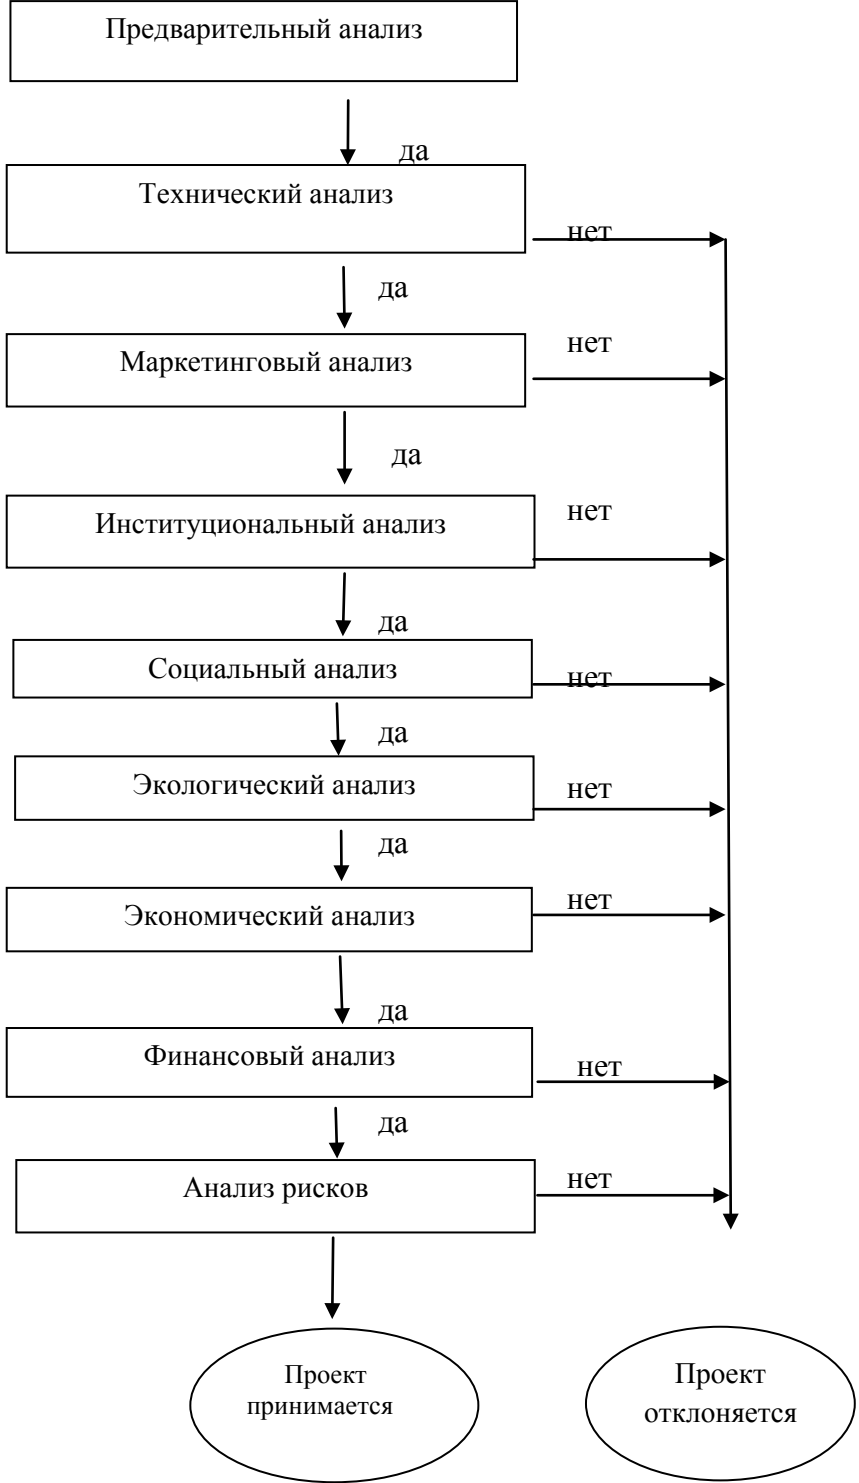 Предварительный анализ
да
Технический анализ
нет
да
Маркетинговый анализ
нет
да
Институциональный анализ
нет
да
Социальный анализ
нет
да
Экологический анализ
нет
да
Экономический анализ
нет
да
Финансовый анализ
нет
да
Анализ рисков
нет
Проект
принимается
Проект
отклоняется